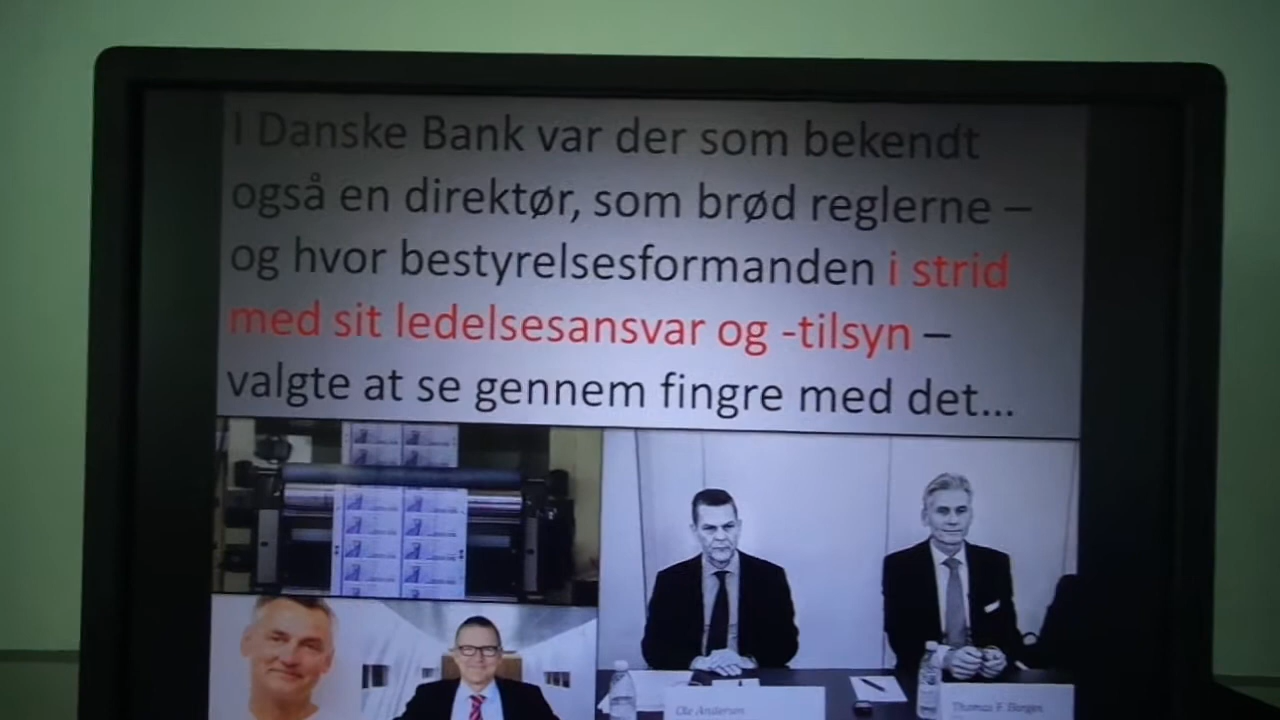 I Danske Bank var der som bekendt
også en direktør, som brød reglerne –
og hvor bestyrelsesformanden i strid
med sit ledelsesansvar og -tilsyn –
valgte at se gennem fingre med det...
Ole Andersen
Thomas F. Borgen